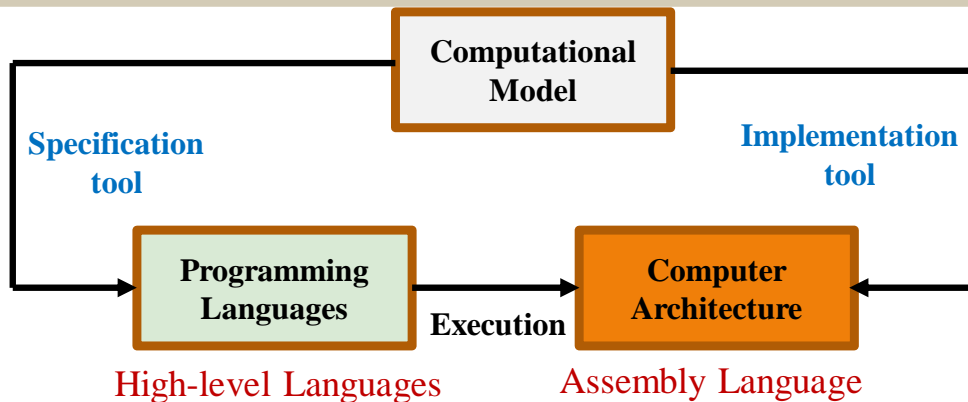 Computational
Model
Specification
tool
Implementation
tool
Programming
Languages
Execution
Computer
Architecture
High-level Languages
Assembly Language